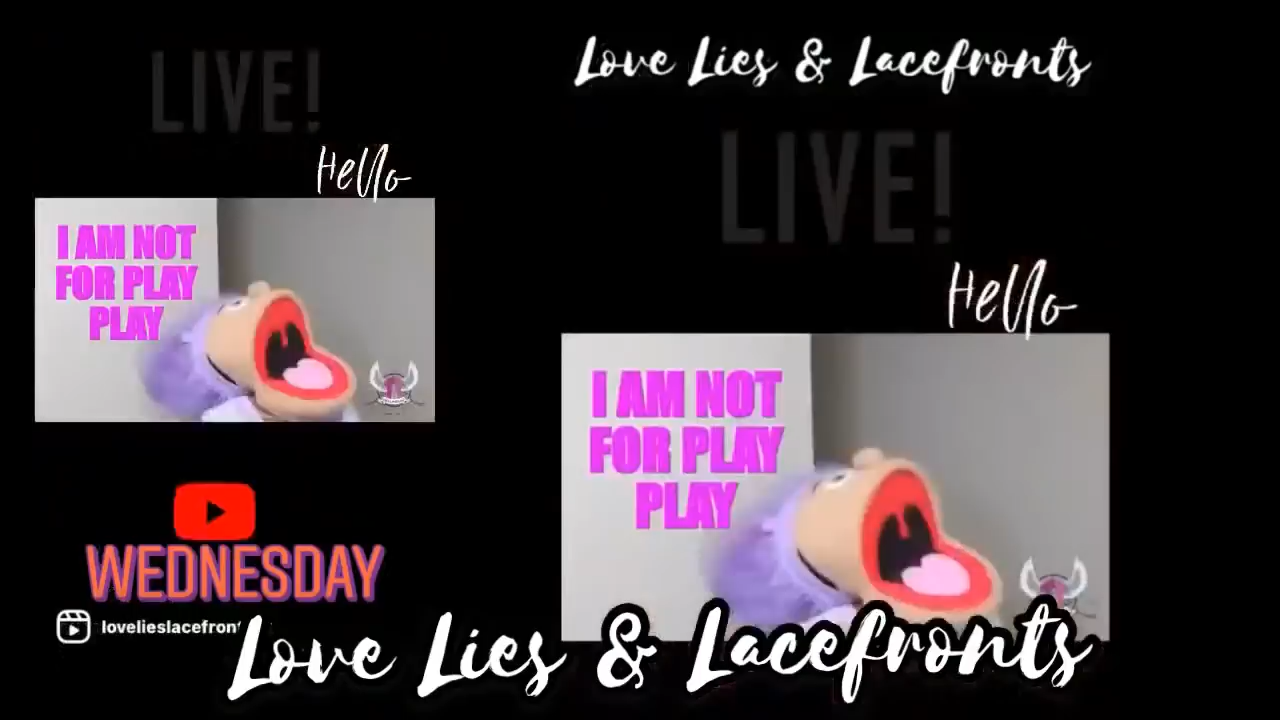 LIVE!
Hello
I AM NOT
FOR PLAY
PLAY
WEDNESDAY
Love Lies & Lacefronts
LIVE!
Hello
I AM NOT
FOR PLAY
PLAY
Love Lies & Lacefronts